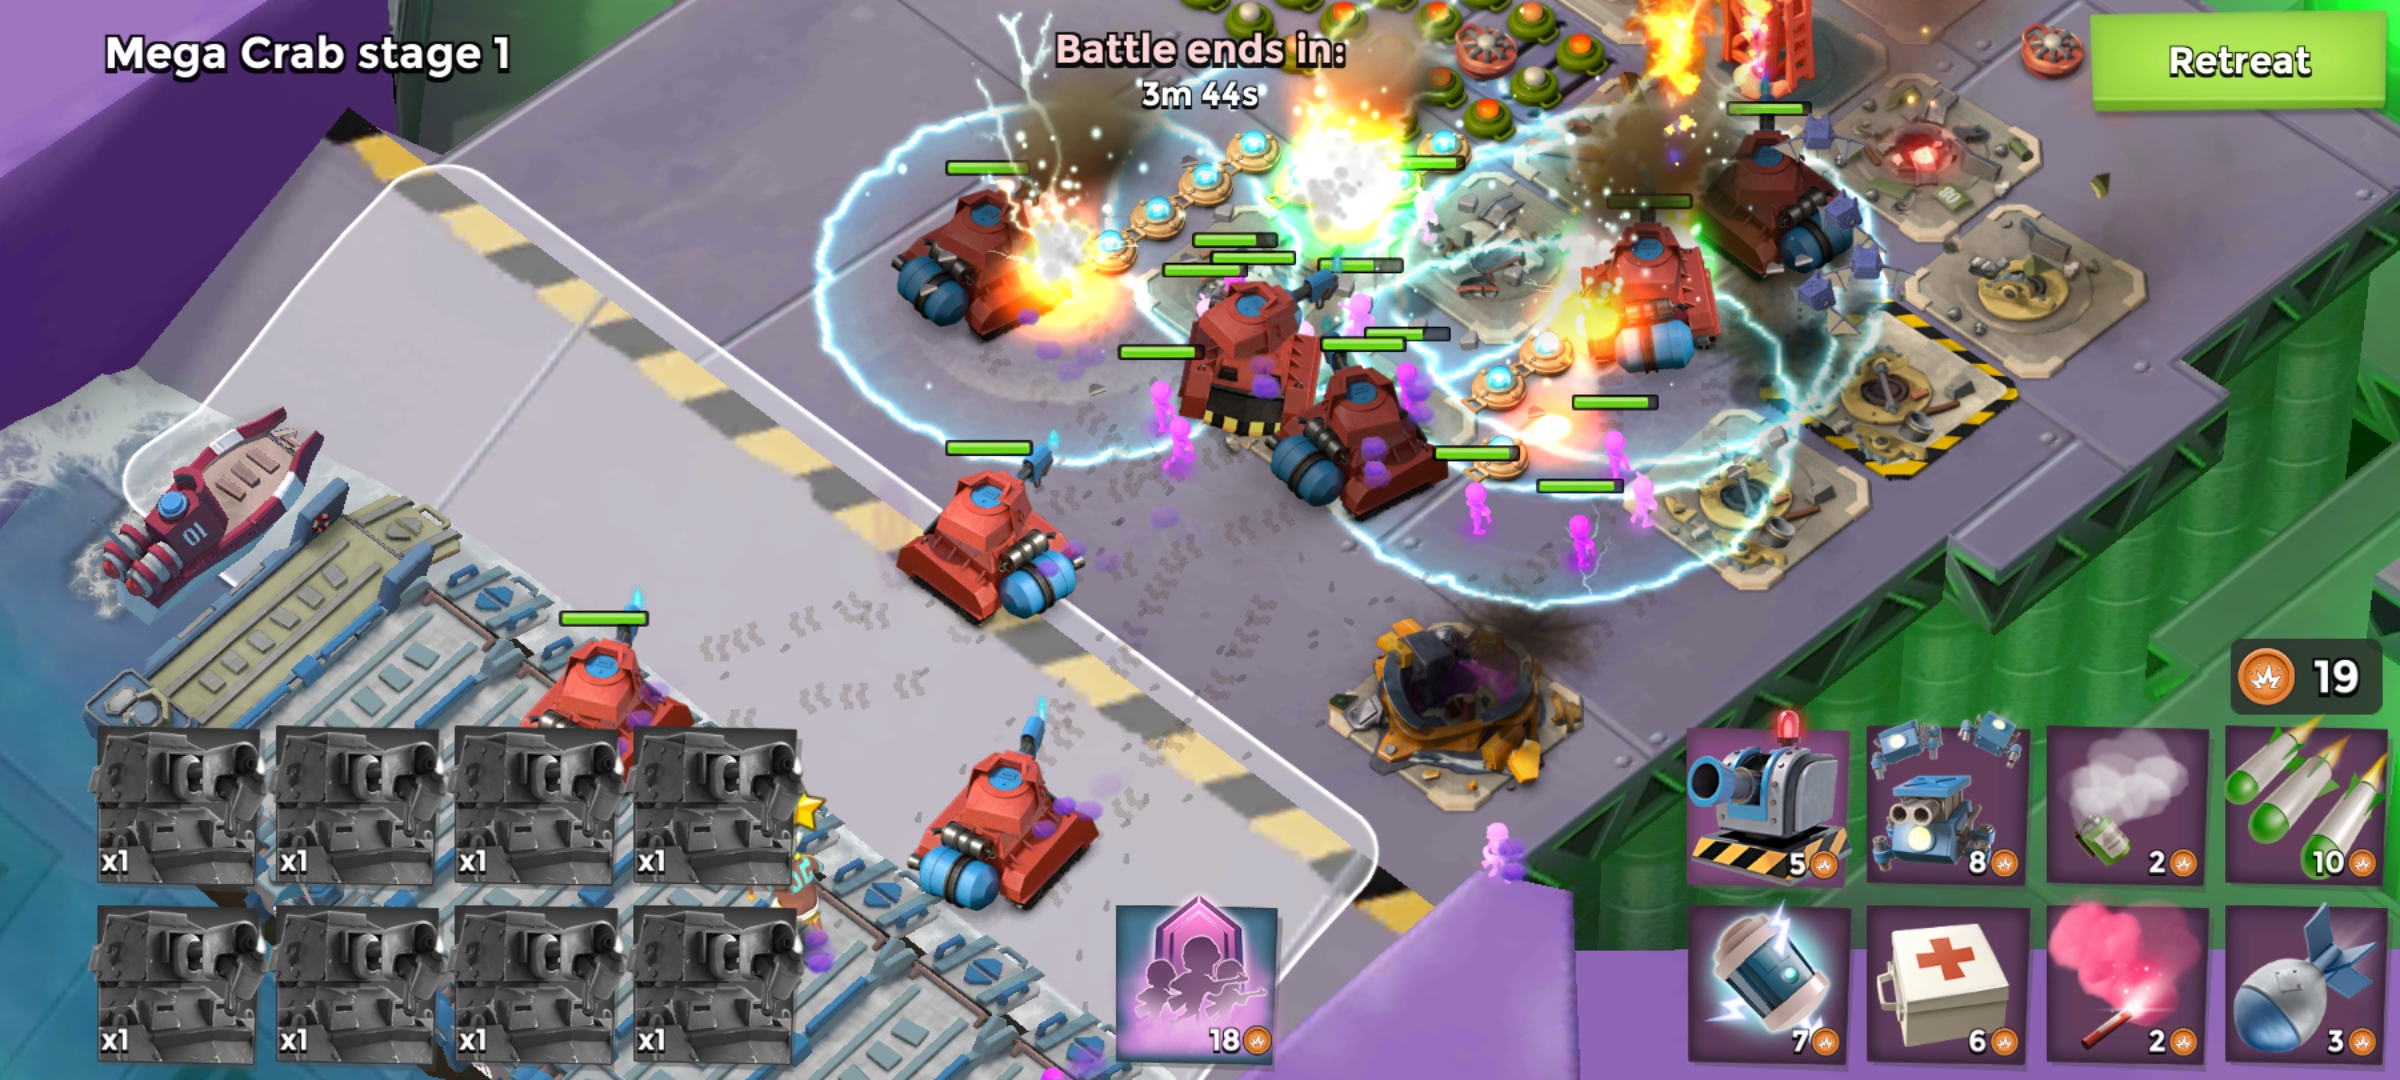 Mega Crab stage 1
Battle ends in:
3m 44s
Retreat
01
19
x1
x1
x1
x1
5
8
2
10
x1
x1
x1
x1
18
7
6
2
3